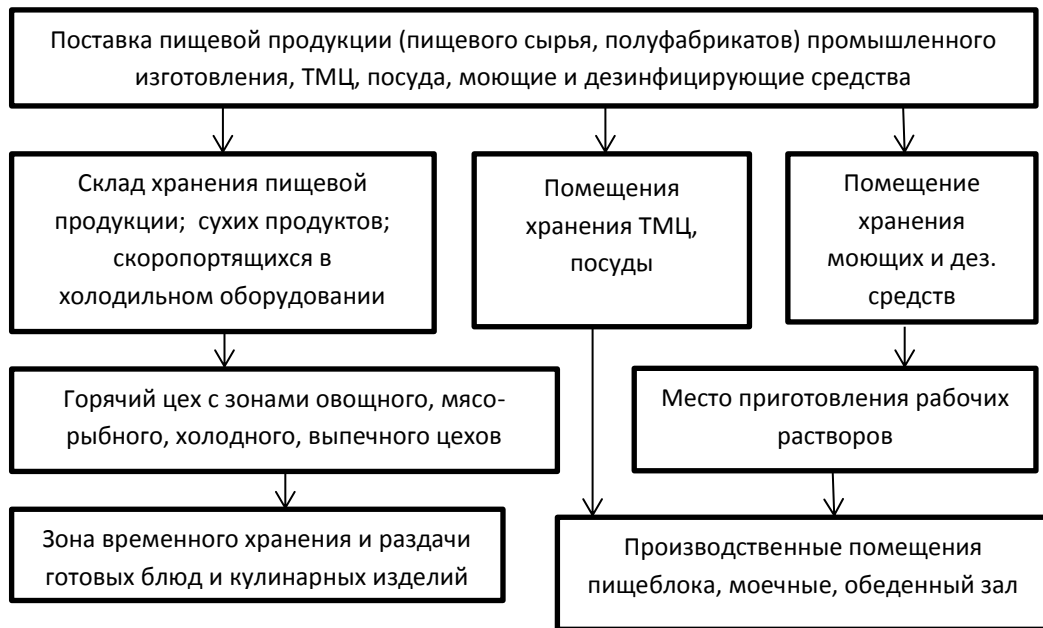 Поставка пищевой продукции (пищевого сырья, полуфабрикатов) промышленного
изготовления, ТМЦ, посуда, моющие и дезинфицирующие средства
Склад хранения пищевой
продукции; сухих продуктов;
скоропортящихся в
холодильном оборудовании
Помещения
хранения ТМЦ,
посуды
Помещение
хранения
моющих и дез.
средств
Горячий цех с зонами овощного, мясо-
рыбного, холодного, выпечного цехов
Место приготовления рабочих
растворов
Зона временного хранения и раздачи
готовых блюд и кулинарных изделий
Производственные помещения
пищеблока, моечные, обеденный зал